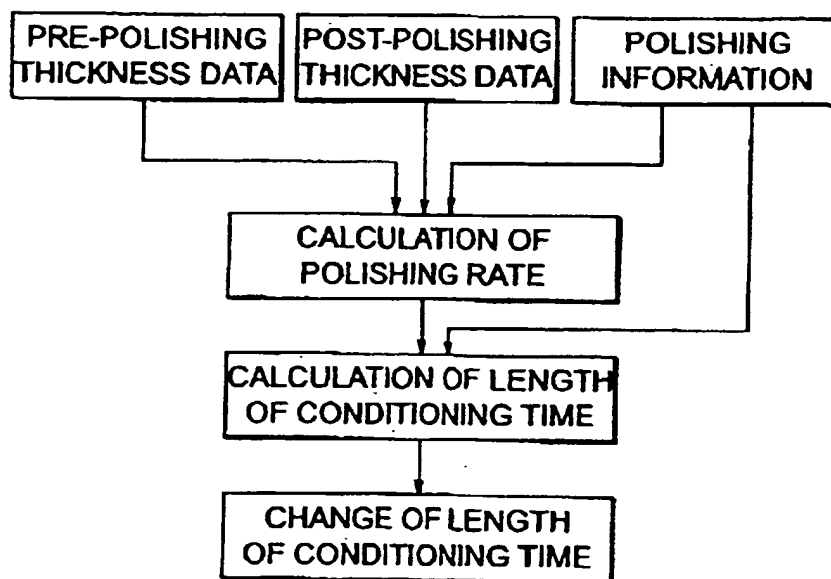 PRE-POLISHING
THICKNESS DATA
POST-POLISHING
THICKNESS DATA
POLISHING
INFORMATION
CALCULATION OF
POLISHING RATE
CALCULATION OF LENGTH
OF CONDITIONING TIME
CHANGE OF LENGTH
OF CONDITIONING TIME